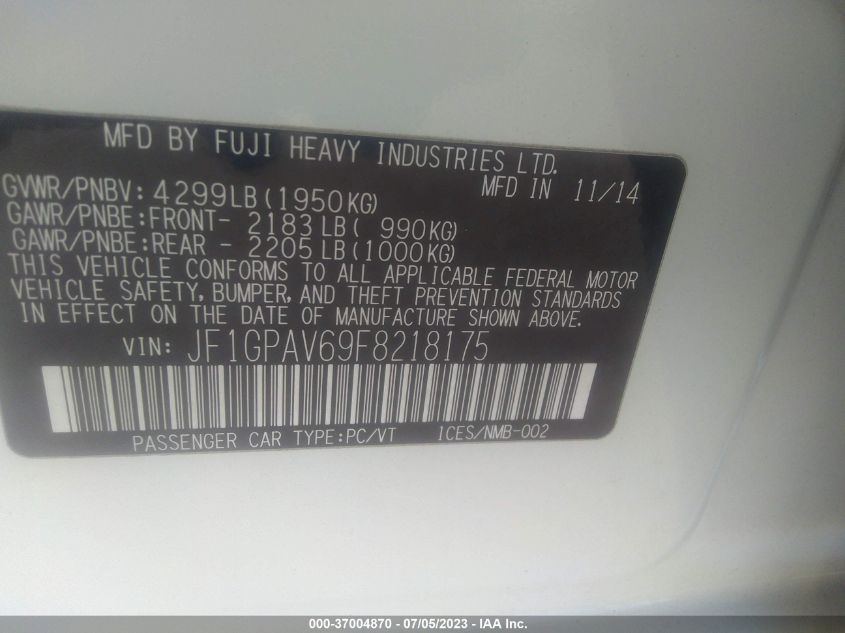 MFD BY FUJI HEAVY INDUSTRIES LTD.
MFD IN 11/14
GVWR/PNBV: 4299LB(1950KG)
GAWR/PNBE:FRONT- 2183LB( 990KG)
GAWR/PNBE:REAR - 2205LB(1000KG)
THIS VEHICLE CONFORMS TO ALL APPLICABLE FEDERAL MOTOR
VEHICLE SAFETY, BUMPER, AND THEFT PREVENTION STANDARDS
IN EFFECT ON THE DATE OF MANUFACTURE SHOWN ABOVE.
VIN: JF1GPAV69F8218175
PASSENGER CAR TYPE:PC/VT ICES/NMB-002
000-37004870 - 07/05/2023 - IAA Inc.